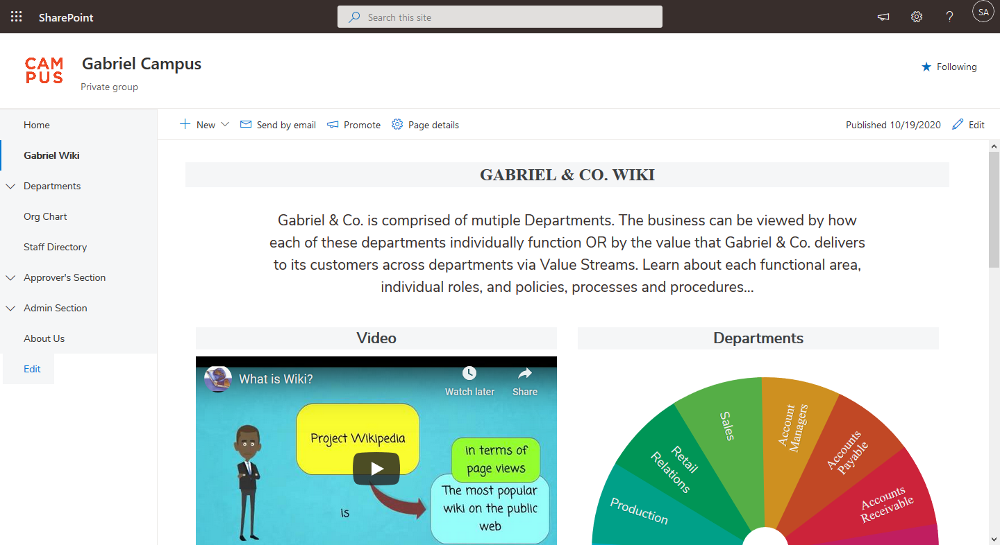 SharePoint
Search this site
?
SA
CAM
PUS
Gabriel Campus
Private group
Following
Home
Gabriel Wiki
Departments
Org Chart
Staff Directory
Approver's Section
Admin Section
About Us
Edit
New
Send by email
Promote
Page details
Published 10/19/2020
Edit
GABRIEL & CO. WIKI
Gabriel & Co. is comprised of mutiple Departments. The business can be viewed by how
each of these departments individually function OR by the value that Gabriel & Co. delivers
to its customers across departments via Value Streams. Learn about each functional area,
individual roles, and policies, processes and procedures...
Video
What is Wiki?
Watch later
Share
Project Wikipedia
in terms of
page views
The most popular
wiki on the public
web
is
Departments
Production
Retail
Relations
Sales
Account
Managers
Accounts
Payable
Accounts
Receivable